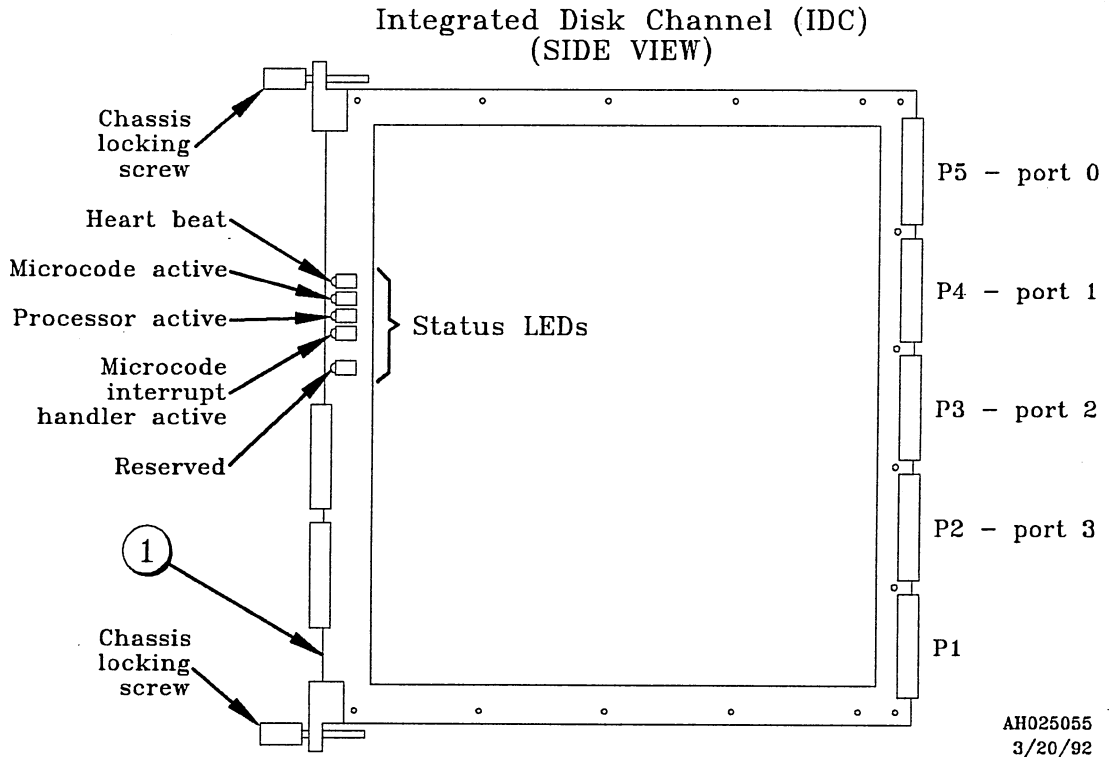 Integrated Disk Channel (IDC)
(SIDE VIEW)
Chassis
locking
screw
Heart beat
Microcode active
Processor active
Microcode
interrupt
handler active
Reserved
Status LEDs
1
Chassis
locking
screw
P5 - port 0
P4 - port 1
P3 - port 2
P2 - port 3
P1
AH025055
3/20/92